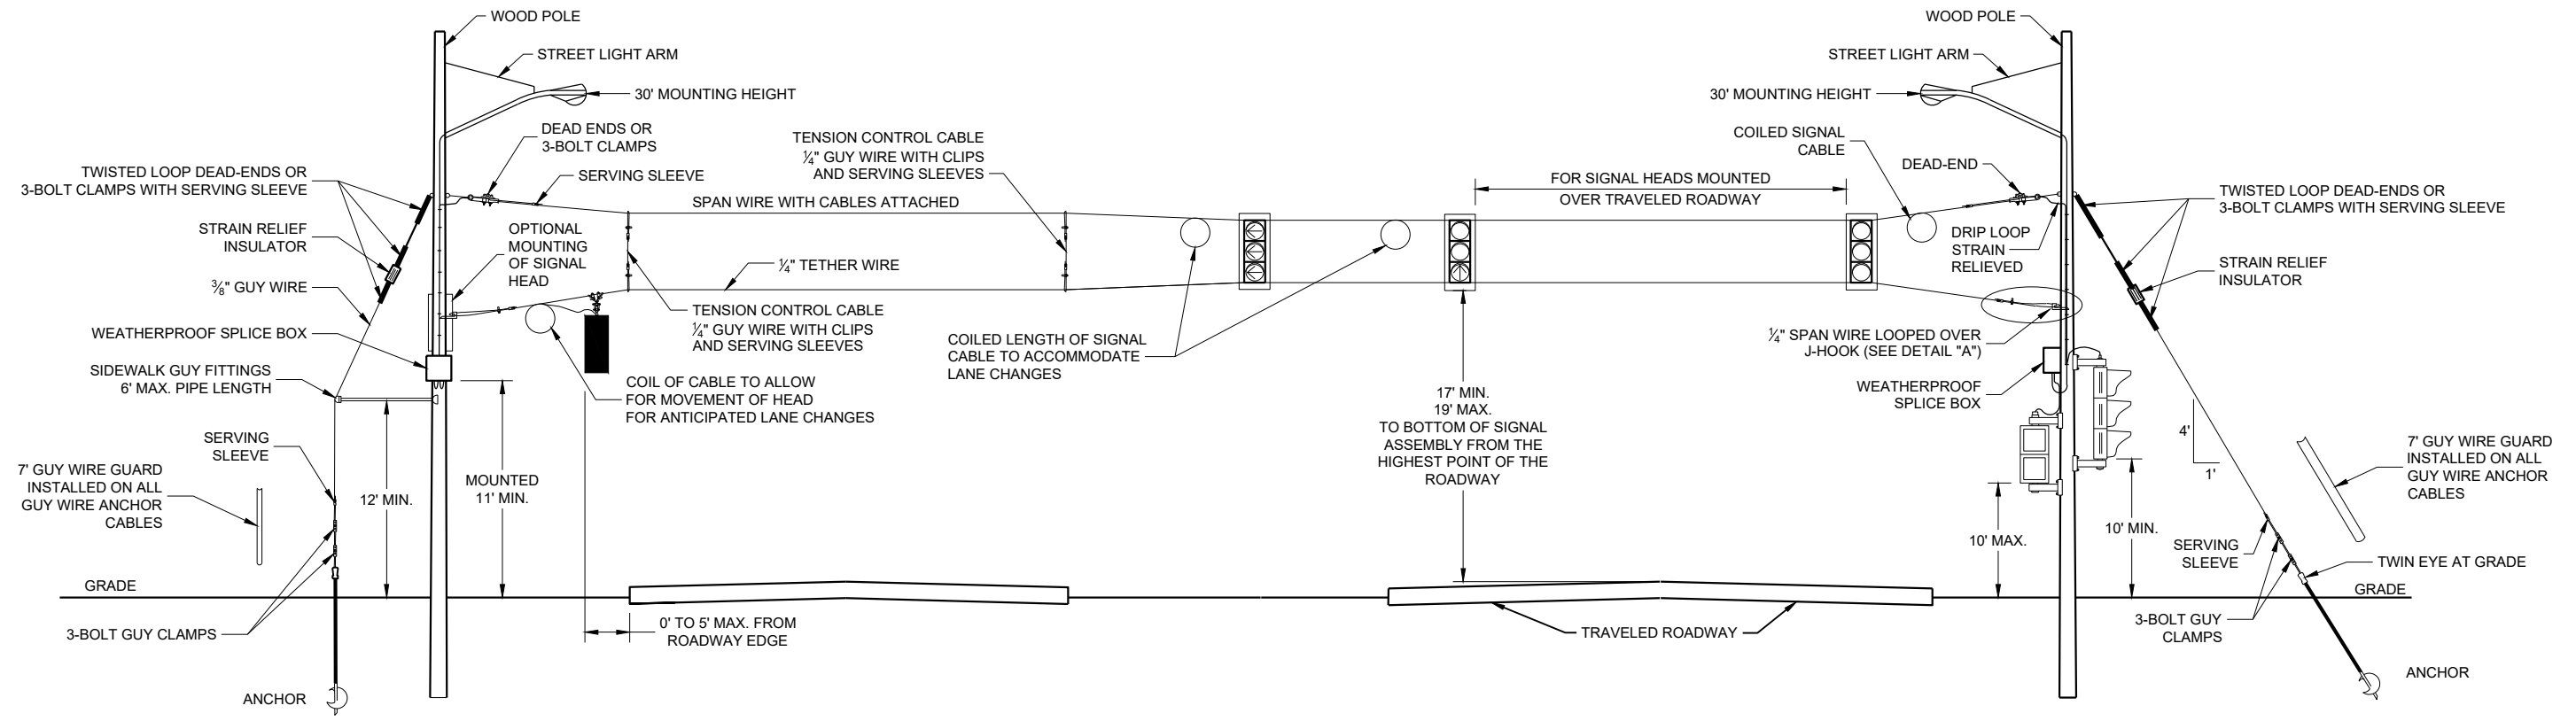 WOOD POLE
STREET LIGHT ARM
30' MOUNTING HEIGHT
DEAD ENDS OR
3-BOLT CLAMPS
TWISTED LOOP DEAD-ENDS OR
3-BOLT CLAMPS WITH SERVING SLEEVE
SERVING SLEEVE
STRAIN RELIEF
INSULATOR
OPTIONAL
MOUNTING
OF SIGNAL
HEAD
SPAN WIRE WITH CABLES ATTACHED
TENSION CONTROL CABLE
¼" GUY WIRE WITH CLIPS
AND SERVING SLEEVES
¼" TETHER WIRE
⅜" GUY WIRE
WEATHERPROOF SPLICE BOX
SIDEWALK GUY FITTINGS
6' MAX. PIPE LENGTH
TENSION CONTROL CABLE
¼" GUY WIRE WITH CLIPS
AND SERVING SLEEVES
COIL OF CABLE TO ALLOW
FOR MOVEMENT OF HEAD
FOR ANTICIPATED LANE CHANGES
SERVING
SLEEVE
7' GUY WIRE GUARD
INSTALLED ON ALL
GUY WIRE ANCHOR
CABLES
12' MIN.
MOUNTED
11' MIN.
GRADE
3-BOLT GUY CLAMPS
0' TO 5' MAX. FROM
ROADWAY EDGE
ANCHOR
COILED LENGTH OF SIGNAL
CABLE TO ACCOMMODATE
LANE CHANGES
FOR SIGNAL HEADS MOUNTED
OVER TRAVELED ROADWAY
17' MIN.
19' MAX.
TO BOTTOM OF SIGNAL
ASSEMBLY FROM THE
HIGHEST POINT OF THE
ROADWAY
TRAVELED ROADWAY
WOOD POLE
STREET LIGHT ARM
30' MOUNTING HEIGHT
COILED SIGNAL
CABLE
DEAD-END
DRIP LOOP
STRAIN
RELIEVED
TWISTED LOOP DEAD-ENDS OR
3-BOLT CLAMPS WITH SERVING SLEEVE
STRAIN RELIEF
INSULATOR
¼" SPAN WIRE LOOPED OVER
J-HOOK (SEE DETAIL "A")
WEATHERPROOF
SPLICE BOX
4'
1'
7' GUY WIRE GUARD
INSTALLED ON ALL
GUY WIRE ANCHOR
CABLES
10' MAX.
10' MIN.
SERVING
SLEEVE
TWIN EYE AT GRADE
GRADE
3-BOLT GUY
CLAMPS
ANCHOR